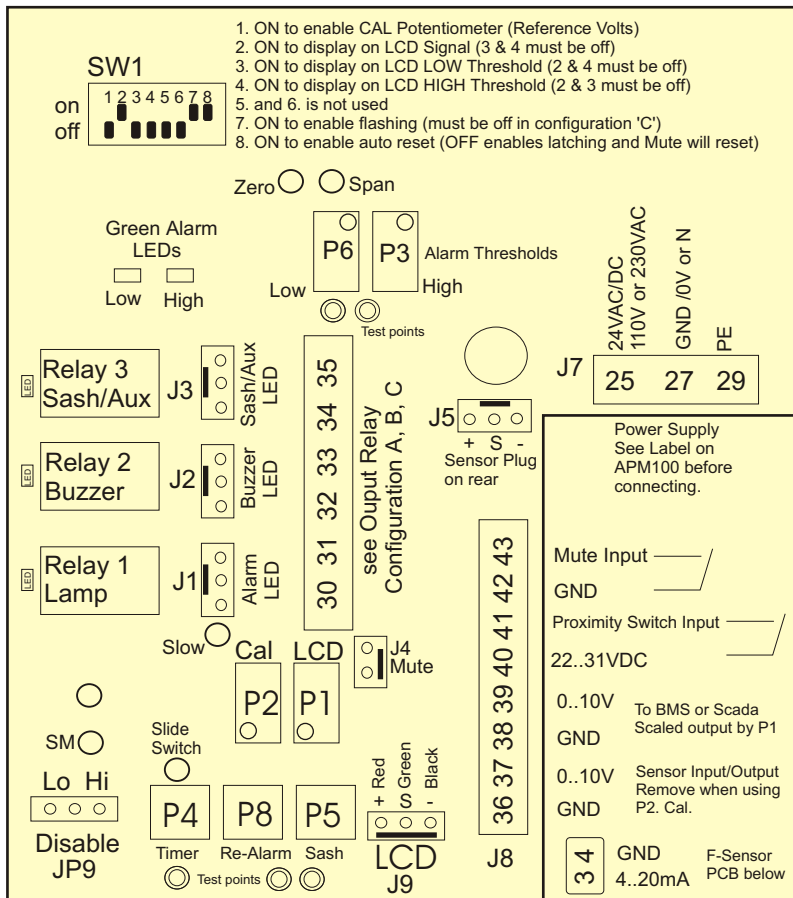 1. ON to enable CAL Potentiometer (Reference Volts)
2. ON to display on LCD Signal (3 & 4 must be off)
3. ON to display on LCD LOW Threshold (2 & 4 must be off)
4. ON to display on LCD HIGH Threshold (2 & 3 must be off)
5. and 6. is not used
7. ON to enable flashing (must be off in configuration 'C')
8. ON to enable auto reset (OFF enables latching and Mute will reset)
SW1
1 2 3 4 5 6 7 8
on
off
Zero
Span
Green Alarm
LEDs
Low
High
P6
P3
Alarm Thresholds
Low
High
Test points
24VAC/DC
110V or 230VAC
GND /0V or N
PE
J7
25 27 29
LED
Relay 3
Sash/Aux
J3
Sash/Aux
LED
LED
Relay 2
Buzzer
J2
Buzzer
LED
LED
Relay 1
Lamp
J1
Alarm
LED
30 31 32 33 34 35
see Ouput Relay
Configuration A, B, C
J5
+ S -
Sensor Plug
on rear
Power Supply
See Label on
APM100 before
connecting.
36 37 38 39 40 41 42 43
J8
Mute Input
GND
Proximity Switch Input
22..31VDC
0..10V
GND
To BMS or Scada
Scaled output by P1
0..10V
GND
Sensor Input/Output
Remove when using
P2. Cal.
3 4
GND
4..20mA
F-Sensor
PCB below
Slow
Cal
LCD
P2
P1
J4
Mute
SM
Slide
Switch
Lo Hi
Disable
JP9
P4
P8
P5
Timer
Re-Alarm
Sash
Test points
Red
Green
Black
+ S -
LCD
J9